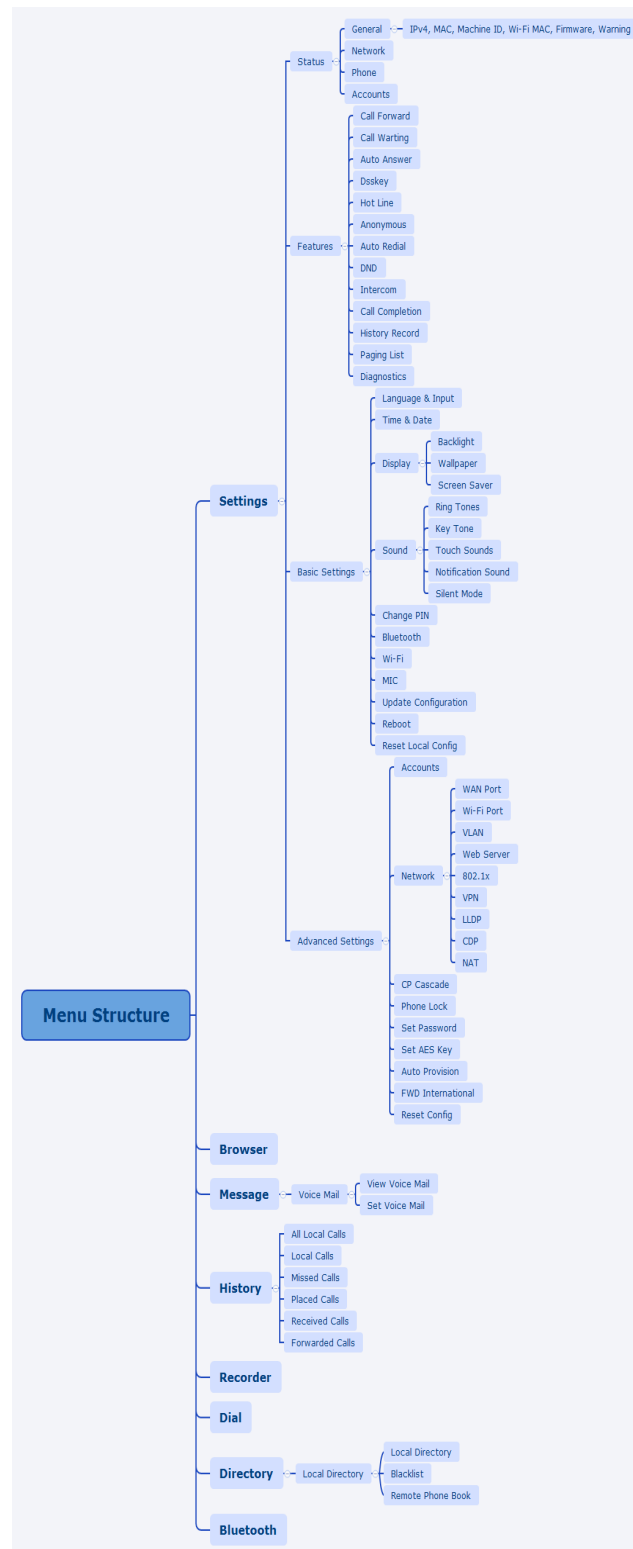 General
IPv4, MAC, Machine ID, Wi-Fi MAC, Firmware, Warning
Status
Network
Phone
Accounts
Call Forward
Call Warting
Auto Answer
Dsskey
Hot Line
Anonymous
Features
Auto Redial
DND
Intercom
Call Completion
History Record
Paging List
Diagnostics
Language & Input
Time & Date
Backlight
Display
Wallpaper
Screen Saver
Settings
Ring Tones
Key Tone
Sound
Touch Sounds
Basic Settings
Notification Sound
Silent Mode
Change PIN
Bluetooth
Wi-Fi
MIC
Update Configuration
Reboot
Reset Local Config
Accounts
WAN Port
Wi-Fi Port
VLAN
Web Server
Network
802.1x
VPN
LLDP
Advanced Settings
CDP
NAT
CP Cascade
Phone Lock
Menu Structure
Set Password
Set AES Key
Auto Provision
FWD International
Reset Config
Browser
Message
Voice Mail
View Voice Mail
Set Voice Mail
All Local Calls
Local Calls
Missed Calls
History
Placed Calls
Received Calls
Forwarded Calls
Recorder
Dial
Local Directory
Directory
Local Directory
Blacklist
Remote Phone Book
Bluetooth